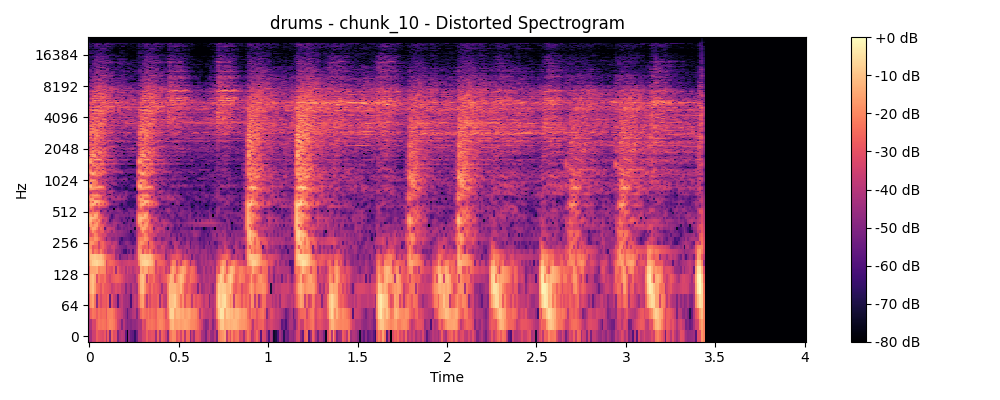 drums - chunk_10 - Distorted Spectrogram
Hz
16384
8192
4096
2048
1024
512
256
128
64
0
0
0.5
1
1.5
2
2.5
3
3.5
4
Time
+0 dB
-10 dB
-20 dB
-30 dB
-40 dB
-50 dB
-60 dB
-70 dB
-80 dB